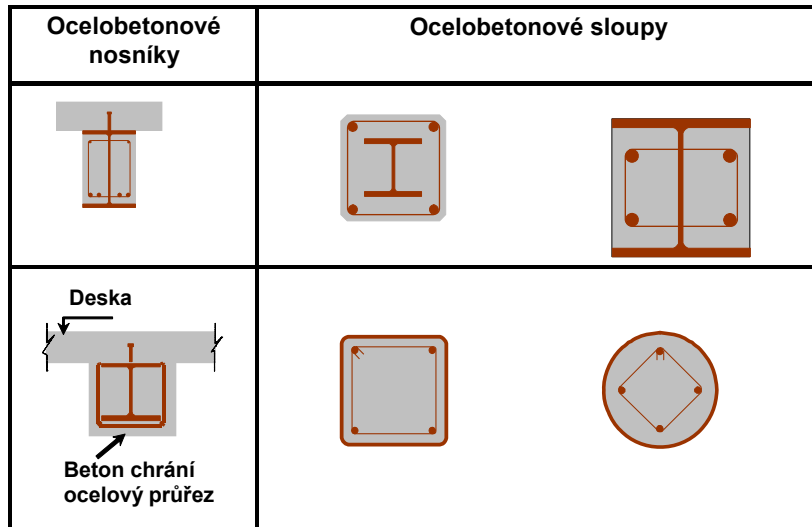 Ocelobetonové
nosníky
Ocelobetonové sloupy
Deska
Beton chrání
ocelový průřez